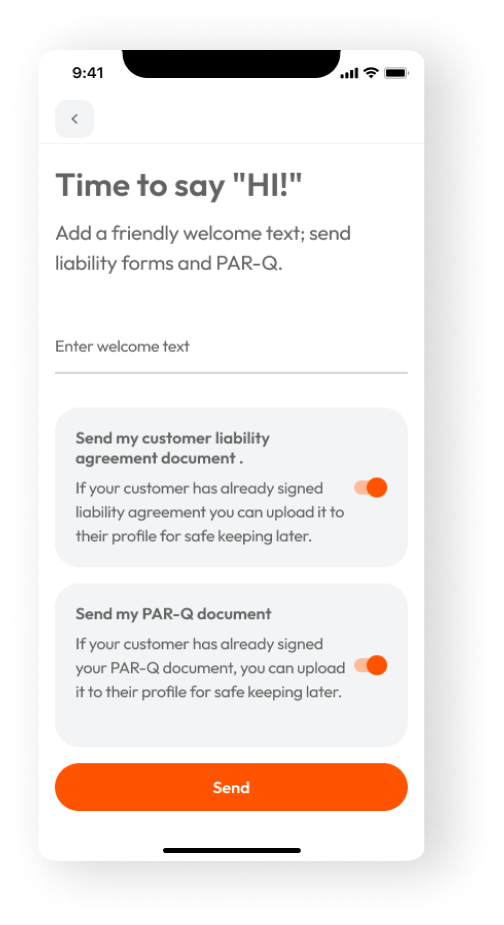 9:41
Time to say "HI!"
Add a friendly welcome text; send
liability forms and PAR-Q.
Enter welcome text
Send my customer liability
agreement document .
If your customer has already signed
liability agreement you can upload it to
their profile for safe keeping later.
Send my PAR-Q document
If your customer has already signed
your PAR-Q document, you can upload
it to their profile for safe keeping later.
Send